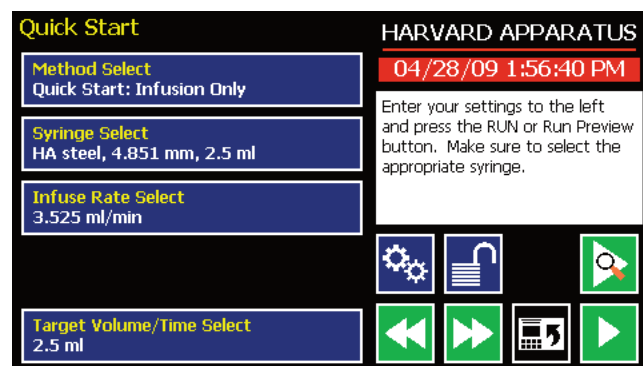 Quick Start
Method Select
Quick Start: Infusion Only
Syringe Select
HA steel, 4.851 mm, 2.5 ml
Infuse Rate Select
3.525 ml/min
Target Volume/Time Select
2.5 ml
HARVARD APPARATUS
04/28/09 1:56:40 PM
Enter your settings to the left
and press the RUN or Run Preview
button. Make sure to select the
appropriate syringe.